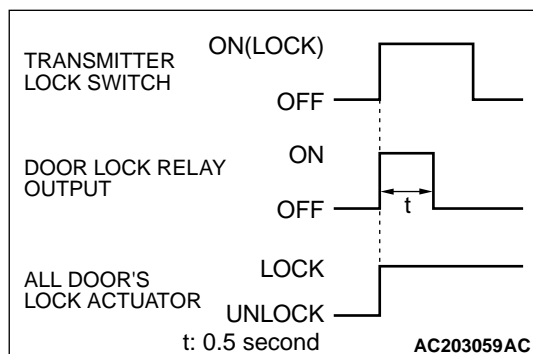 TRANSMITTER
LOCK SWITCH
ON(LOCK)
OFF
DOOR LOCK RELAY
OUTPUT
ON
OFF
t
ALL DOOR'S
LOCK ACTUATOR
LOCK
UNLOCK
t: 0.5 second
AC203059AC